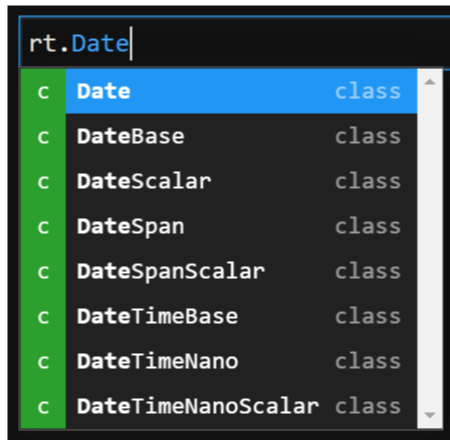 rt.Date
c Date class
c DateBase class
c DateScalar class
c DateSpan class
c DateSpanScalar class
c DateTimeBase class
c DateTimeNano class
c DateTimeNanoScalar class